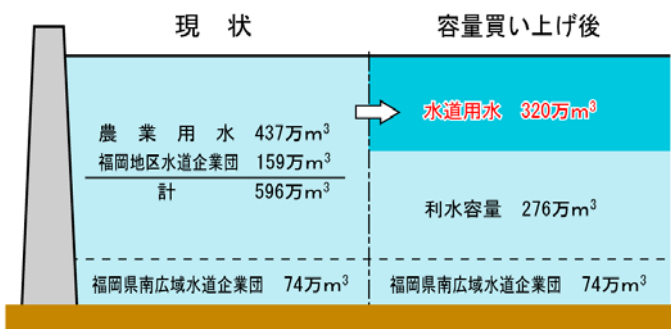 現 状
農 業 用 水 437万m³
福岡地区水道企業団 159万m³
計 596万m³
福岡県南広域水道企業団 74万m³
容量買い上げ後
水道用水 320万m³
利水容量 276万m³
福岡県南広域水道企業団 74万m³